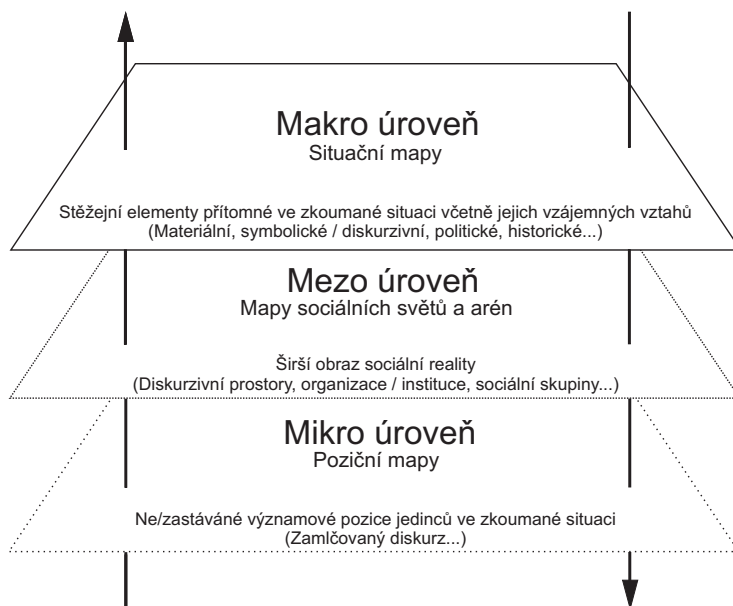 Makro úroveň
Situační mapy
Stěžejní elementy přítomné ve zkoumané situaci včetně jejich vzájemných vztahů
(Materiální, symbolické / diskurzivní, politické, historické...)
Mezo úroveň
Mapy sociálních světů a arén
Širší obraz sociální reality
(Diskurzivní prostory, organizace / instituce, sociální skupiny...)
Mikro úroveň
Poziční mapy
Ne/zastáváné významové pozice jedinců ve zkoumané situaci
(Zamlčovaný diskurz...)